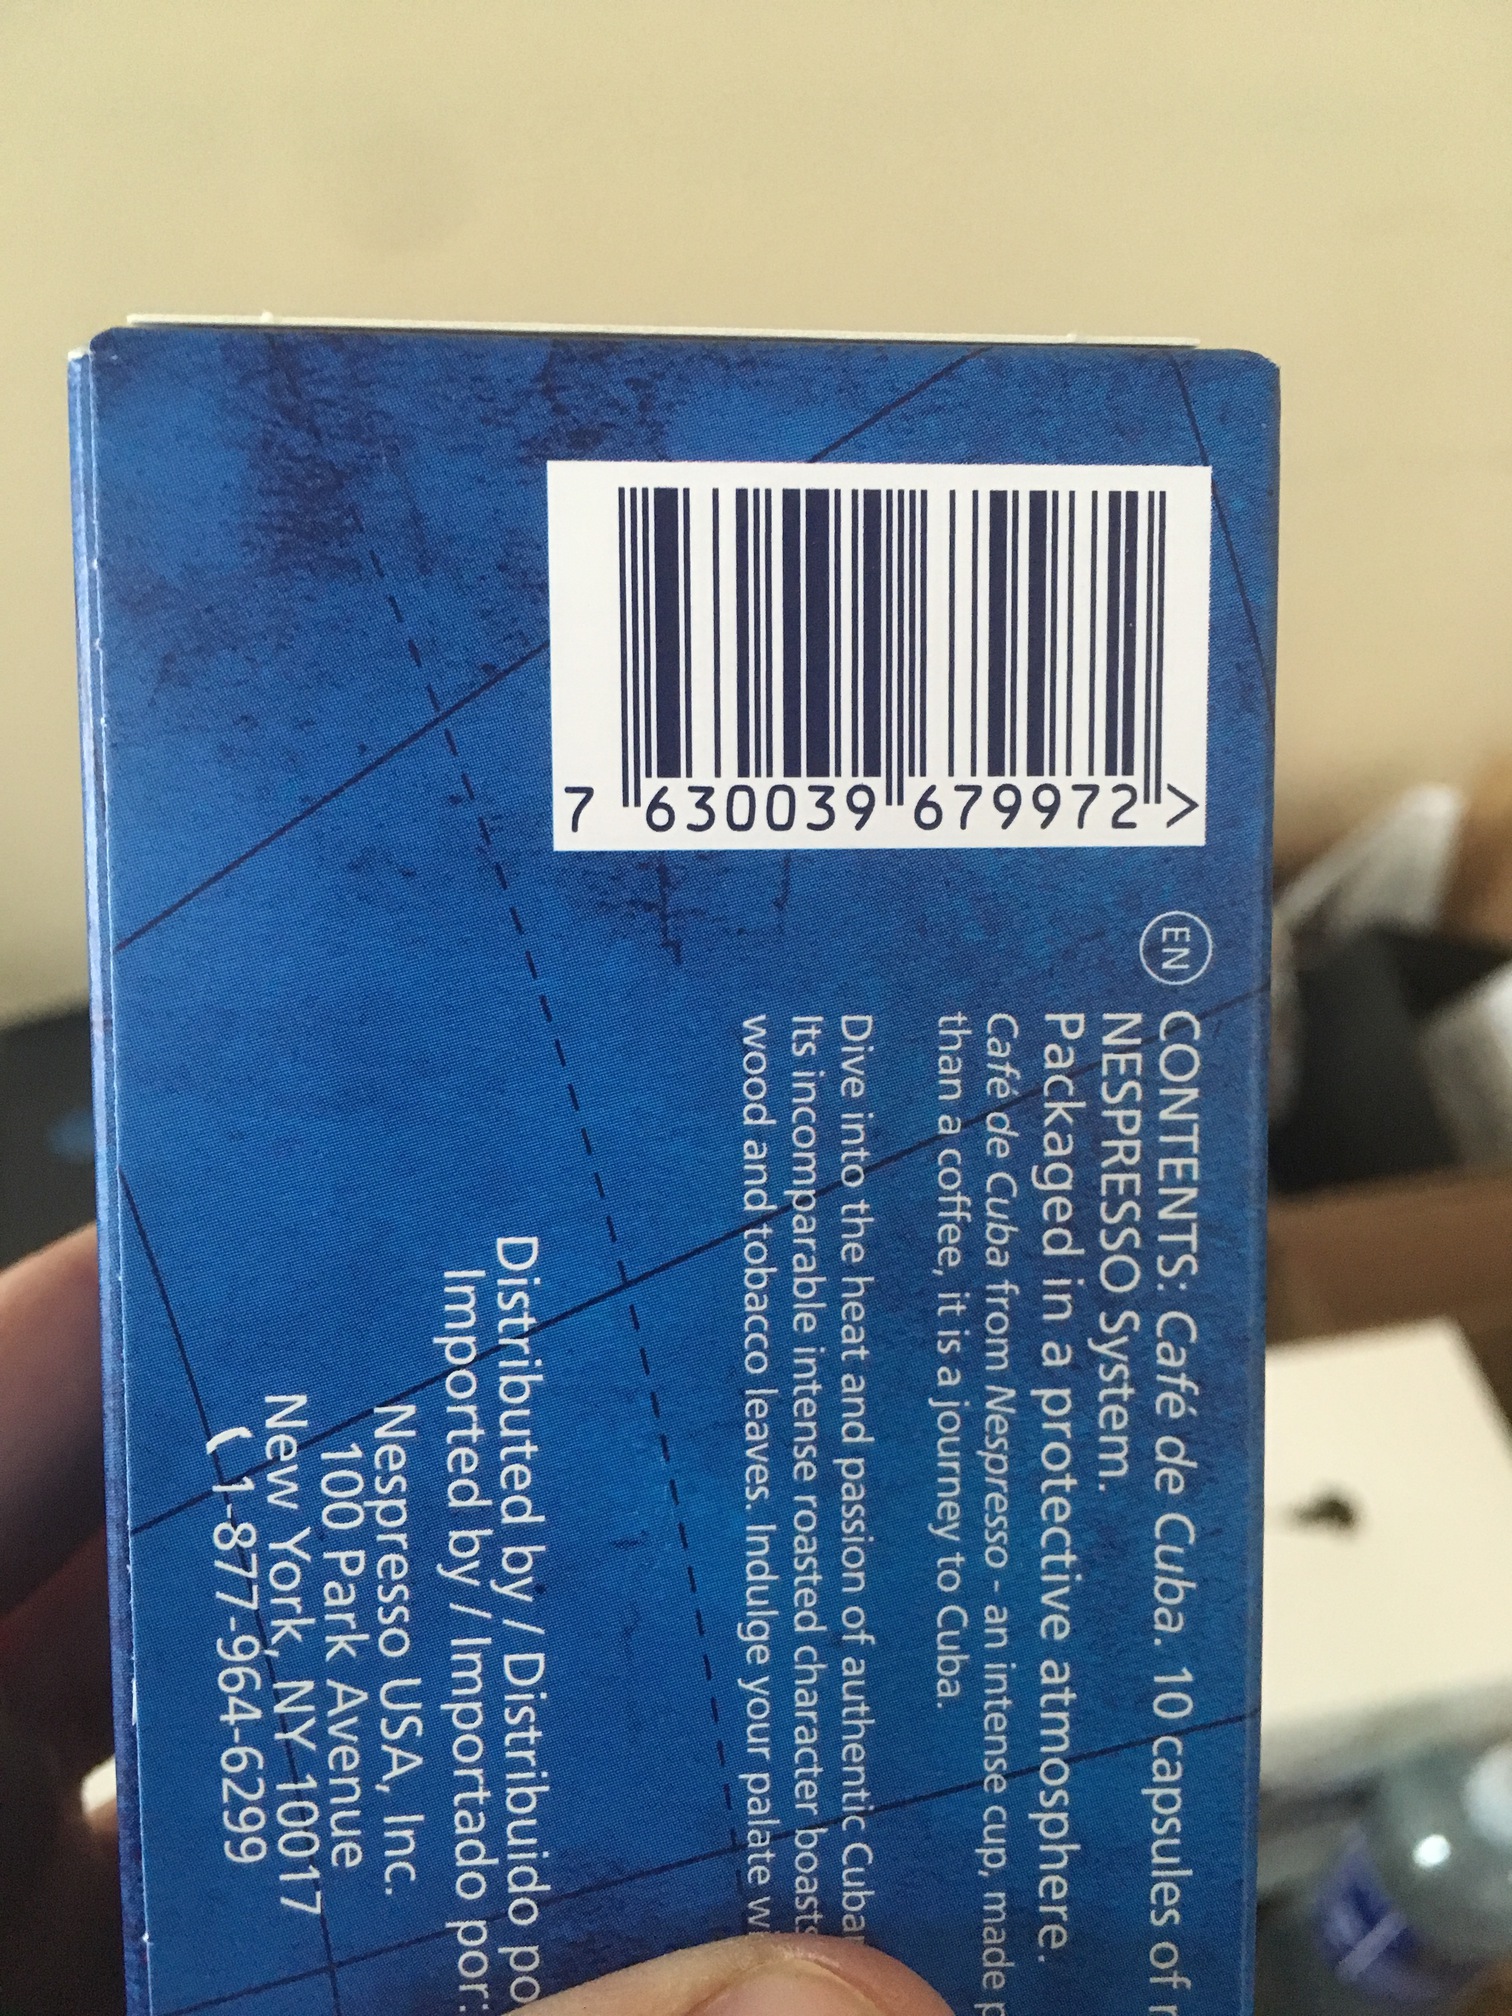 7 630039 679972 >
EN CONTENTS: Café de Cuba. 10 capsules of
NESPRESSO System.
Packaged in a protective atmosphere.
Café de Cuba from Nespresso - an intense cup, made
than a coffee, it is a journey to Cuba.
Dive into the heat and passion of authentic
Its incomparable intense roasted character boasts
wood and tobacco leaves. Indulge your palate
Distributed by / Distribuido po
Imported by / Importado por:
Nespresso USA, Inc.
100 Park Avenue
New York, NY 10017
1-877-964-6299